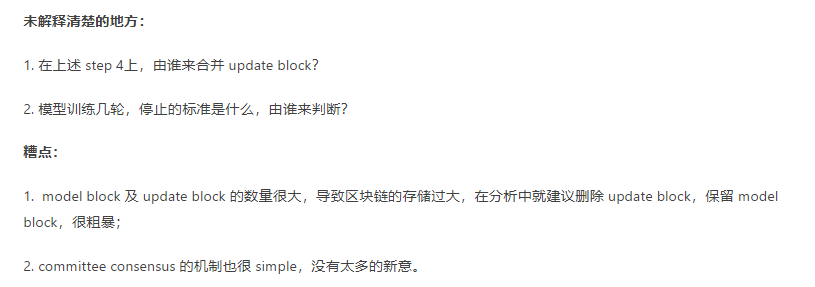 未解释清楚的地方：
1. 在上述 step 4上，由谁来合并 update block？
2. 模型训练几轮，停止的标准是什么，由谁来判断？
糟点：
1.  model block 及 update block 的数量很大，导致区块链的存储过大，在分析中就建议删除 update block，保留 model
block，很粗暴；
2. committee consensus 的机制也很 simple，没有太多的新意。